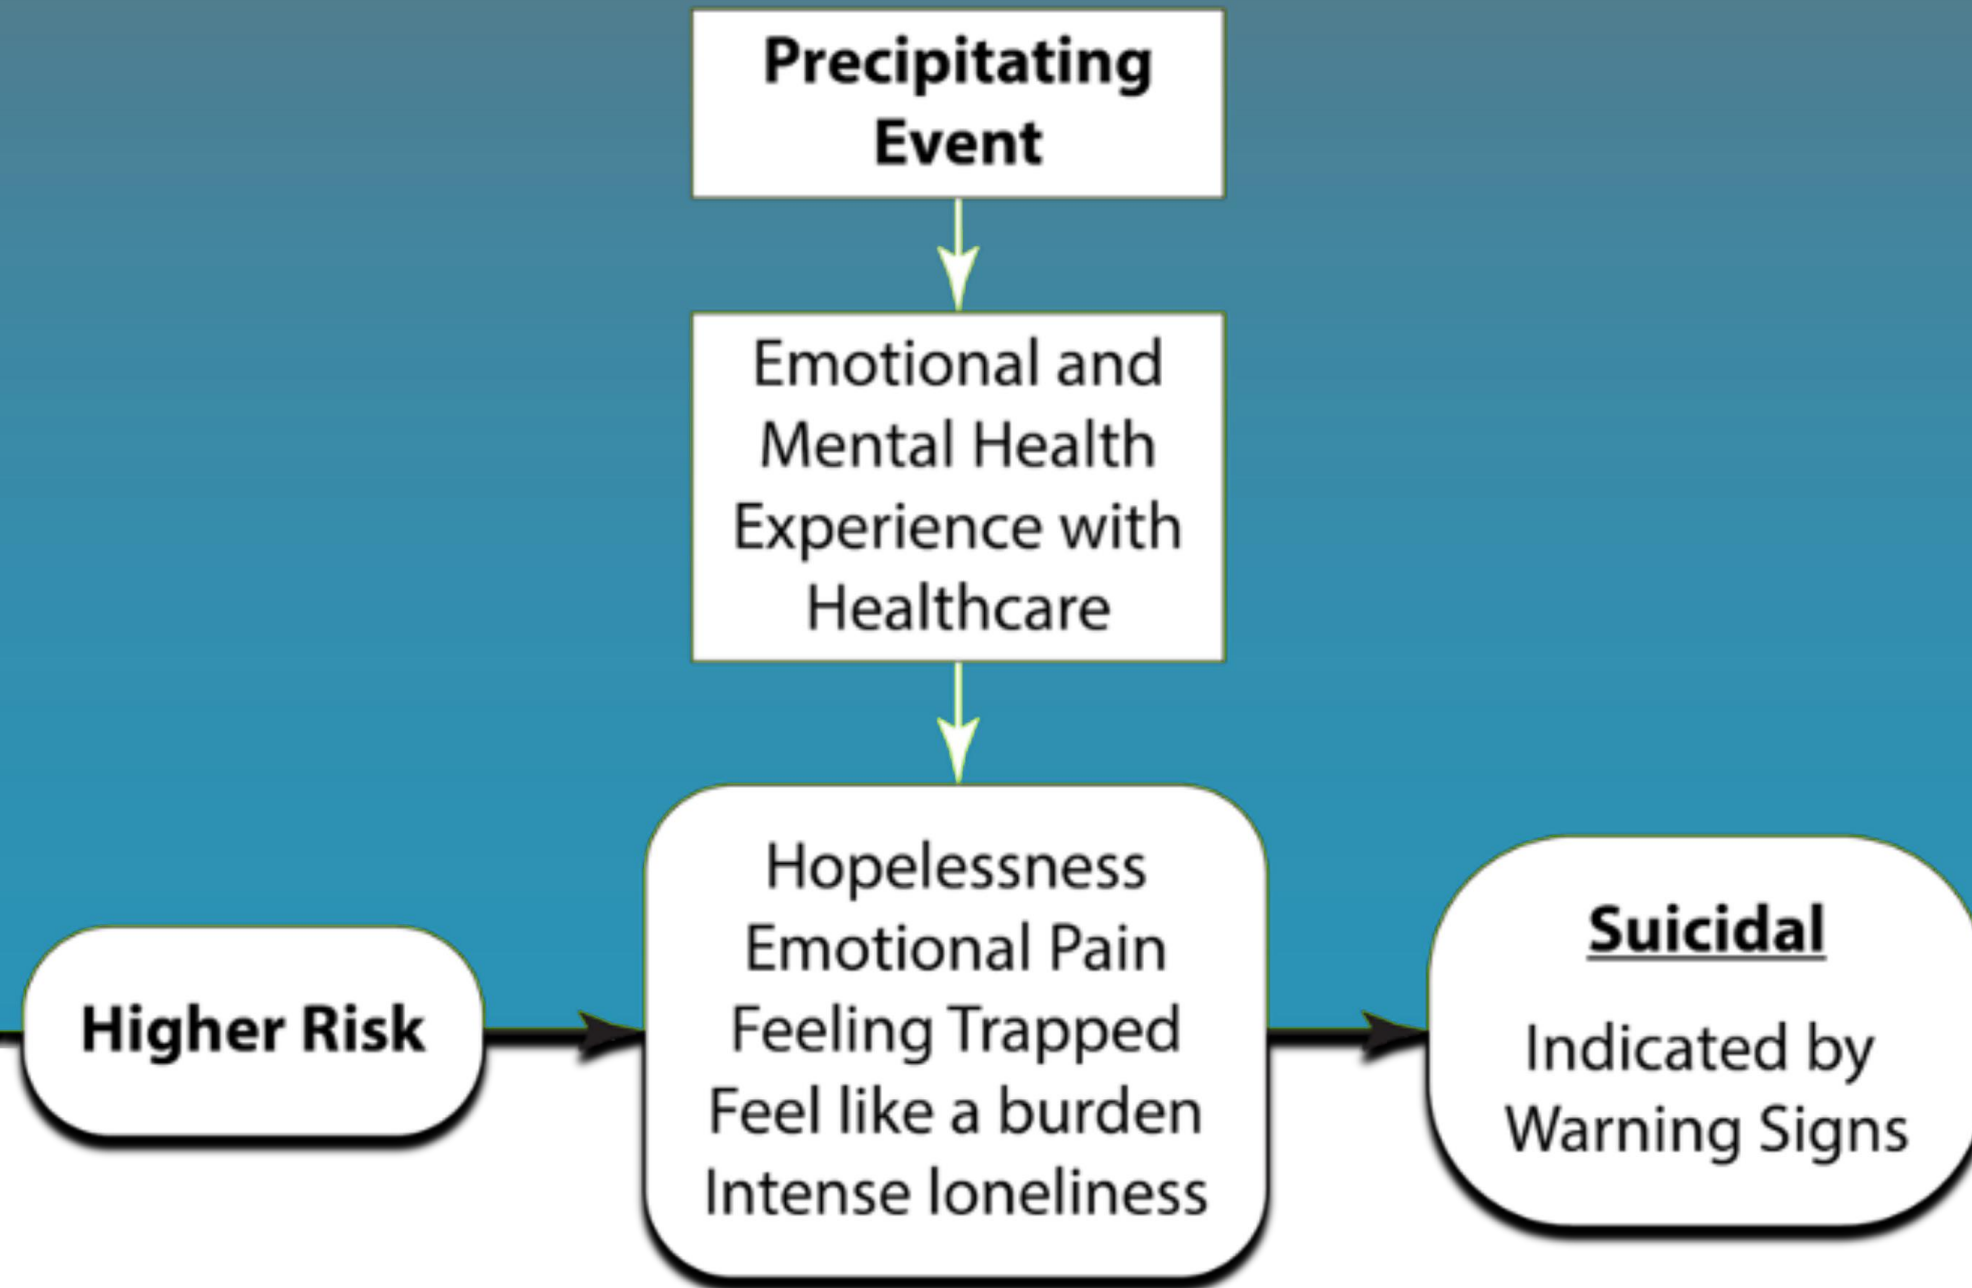 Precipitating
Event
Emotional and
Mental Health
Experience with
Healthcare
Higher Risk
Hopelessness
Emotional Pain
Feeling Trapped
Feel like a burden
Intense loneliness
Suicidal
Indicated by
Warning Signs